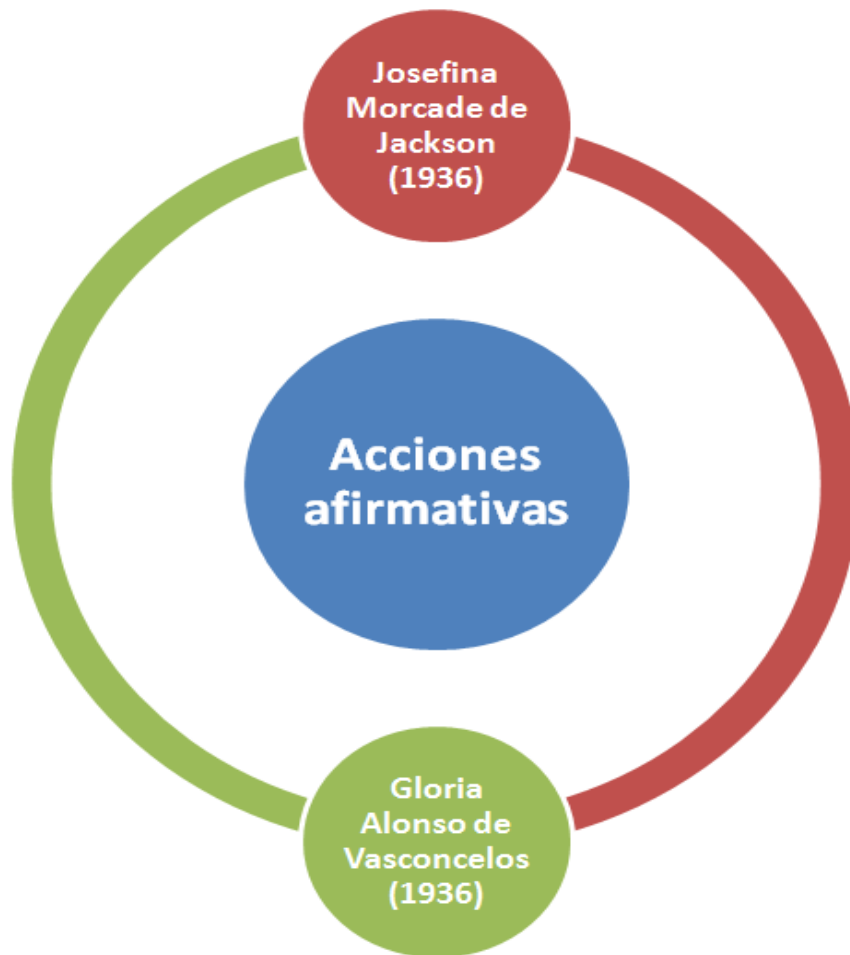 Josefina
Morcade de
Jackson
(1936)
Acciones
afirmativas
Gloria
Alonso de
Vasconcelos
(1936)